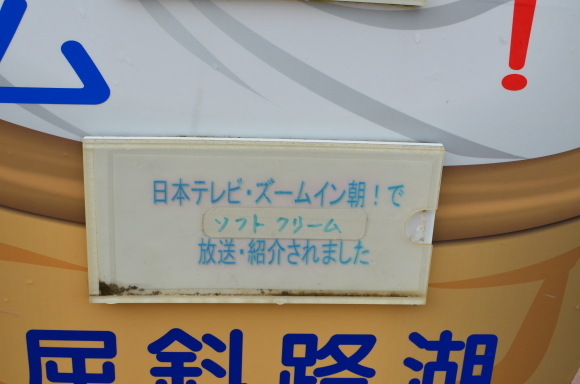 ム!
日本テレビ・ズームイン朝！で
ソフトクリーム
放送・紹介されました
屈斜路湖